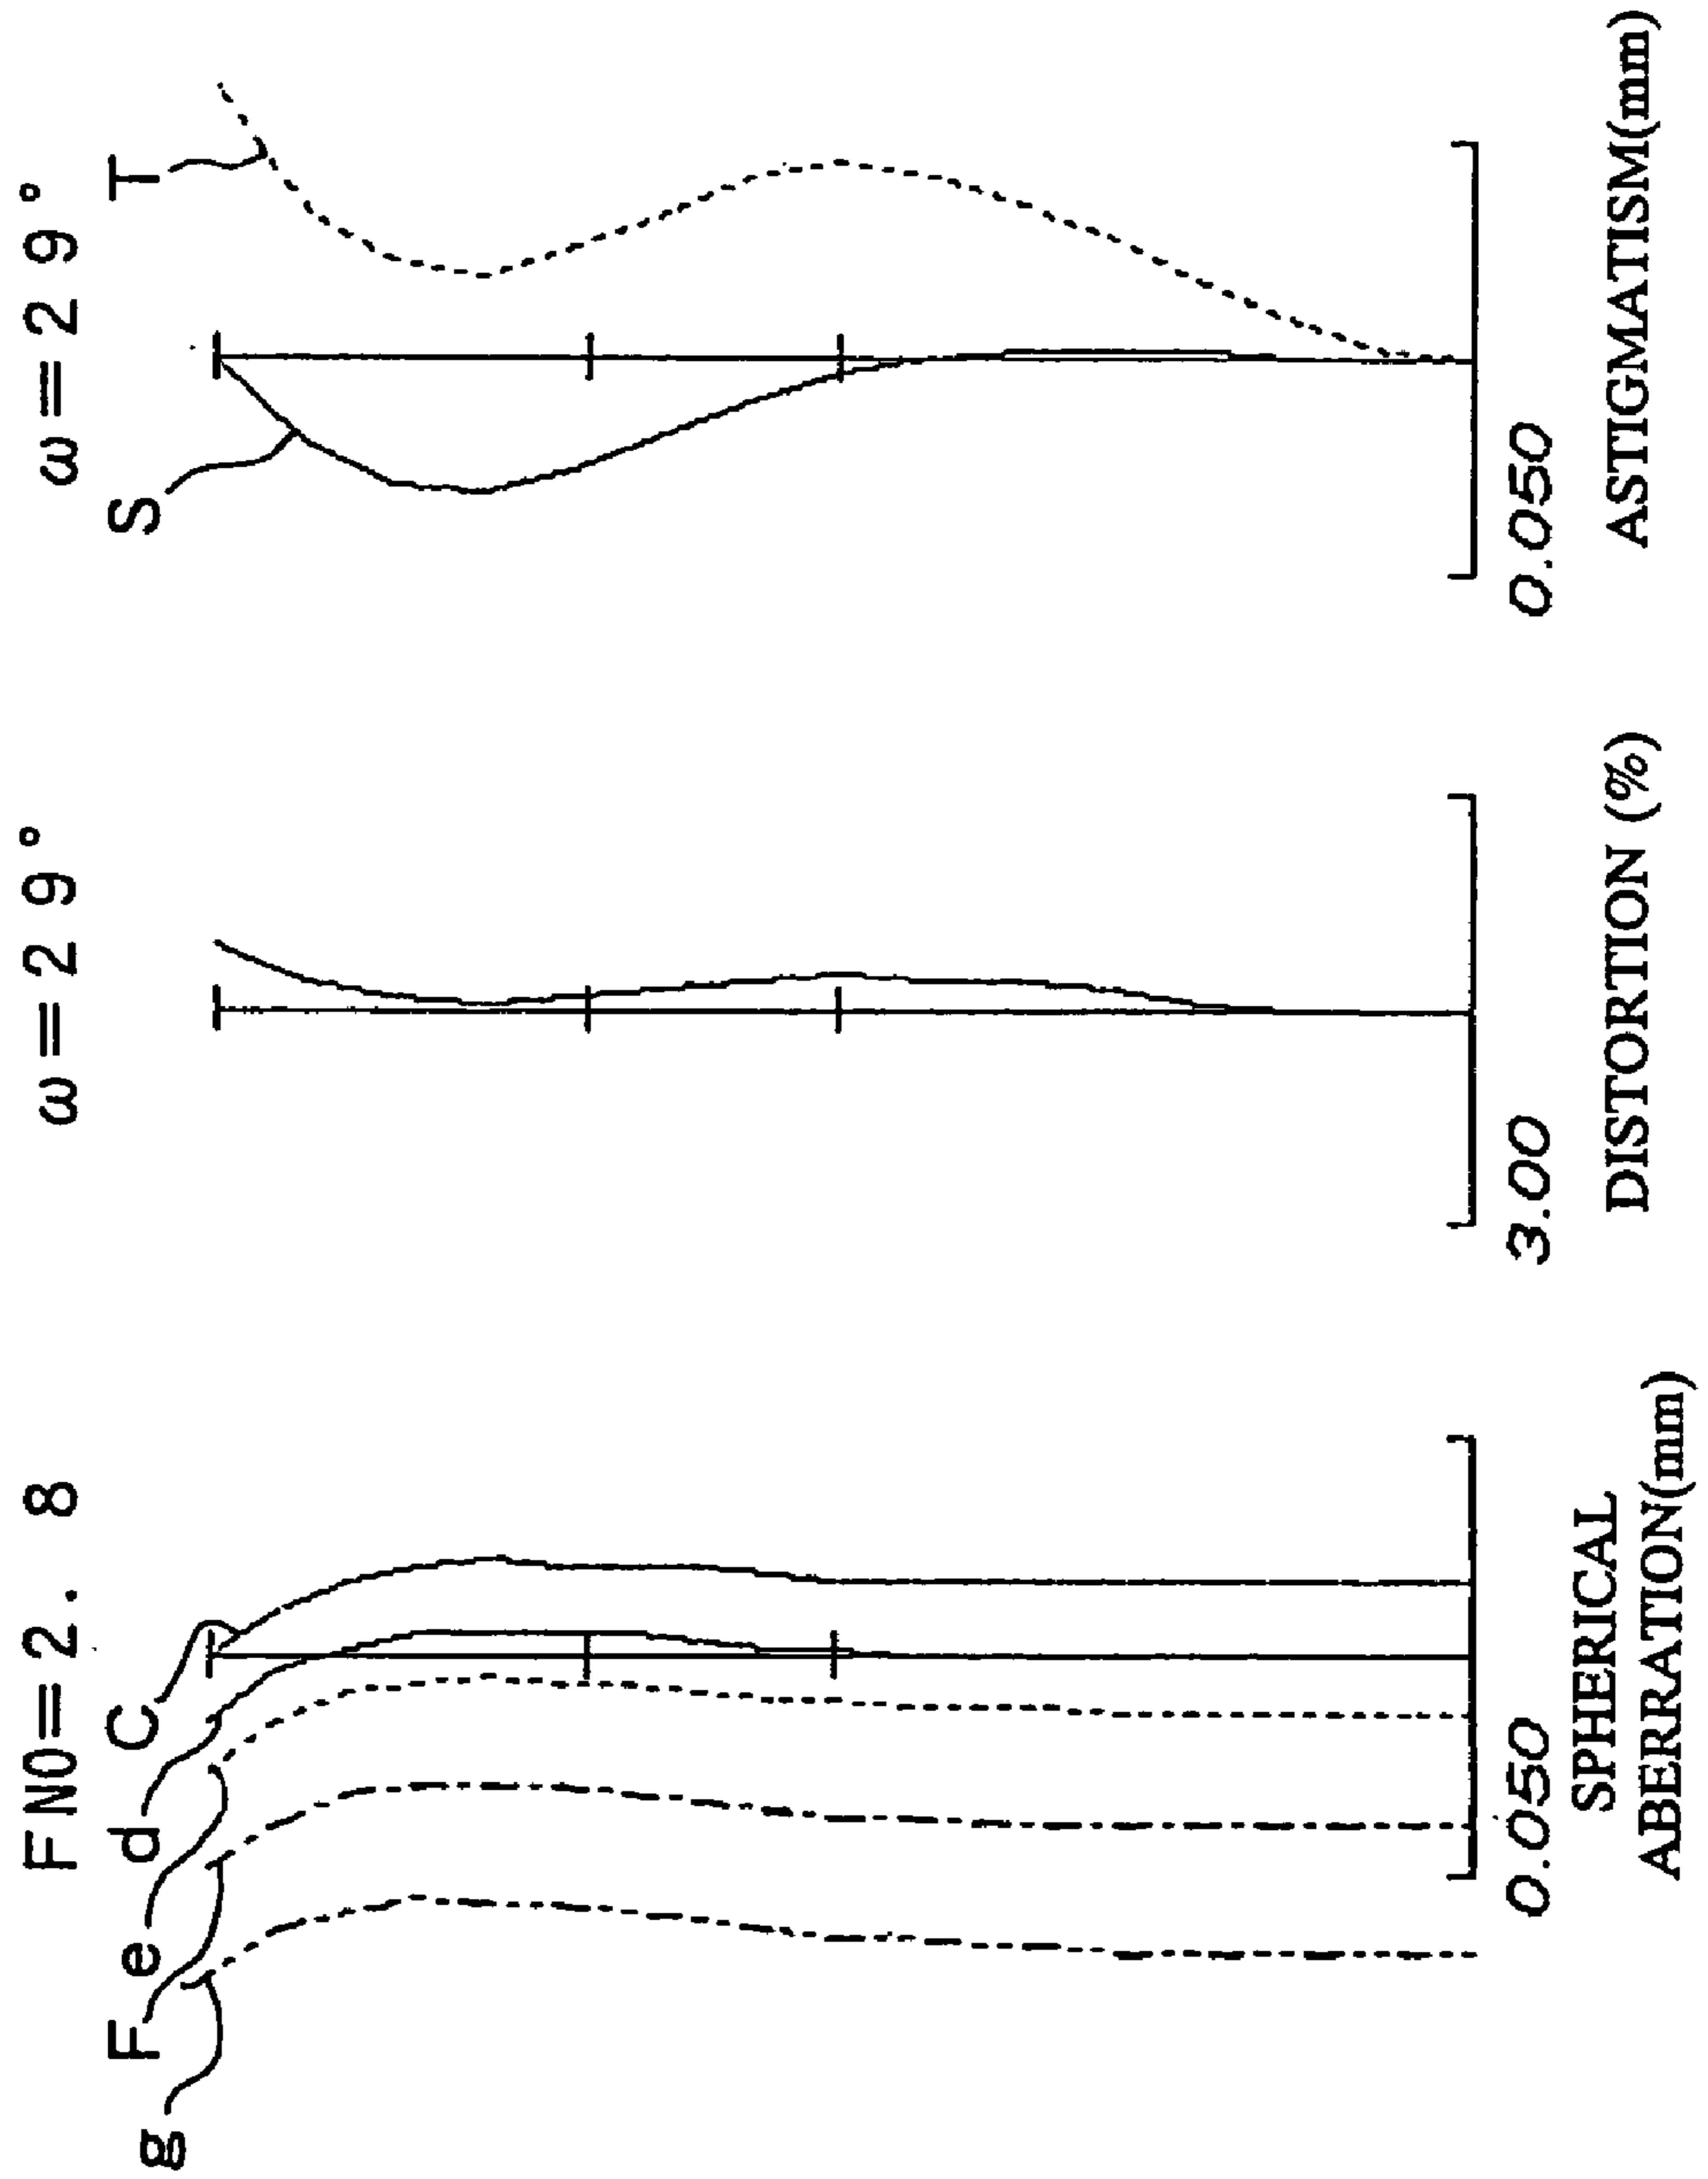 FNO=2.8
g F e d C
0.050
SPHERICAL
ABERRATION(mm)
ω=29°
3.00
DISTORTION (%)
ω=29°
S T
0.050
ASTIGMATISM(mm)